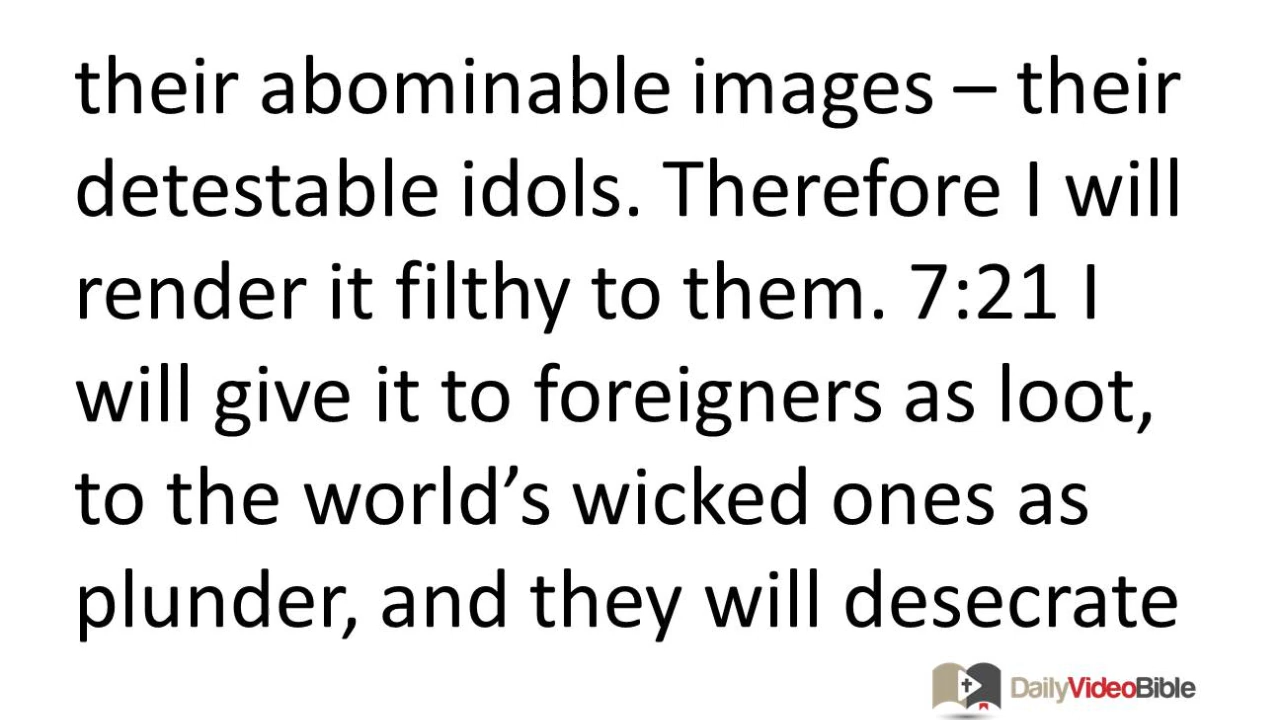 their abominable images – their
detestable idols. Therefore I will
render it filthy to them. 7:21 I
will give it to foreigners as loot,
to the world’s wicked ones as
plunder, and they will desecrate
DailyVideoBible